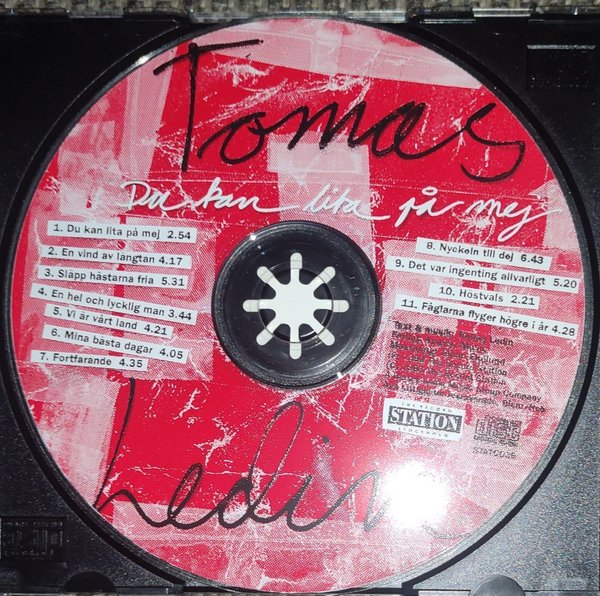 Tomas
Du kan lita på mej
1. Du kan lita på mej 2.54
2. En vind av längtan 4.17
3. Släpp hästarna fria 5.31
4. En hel och lycklig man 3.44
5. Vi är vårt land 4.21
6. Mina bästa dagar 4.05
7. Fortfarande 4.35
8. Nyckeln till dej 6.43
9. Det var ingenting allvarligt 5.20
10. Höstvals 2.21
11. Fåglarna flyger högre i år 4.28
Text & musik: Tomas Ledin
THE RECORD
STATION
STOCKHOLM
Ledin